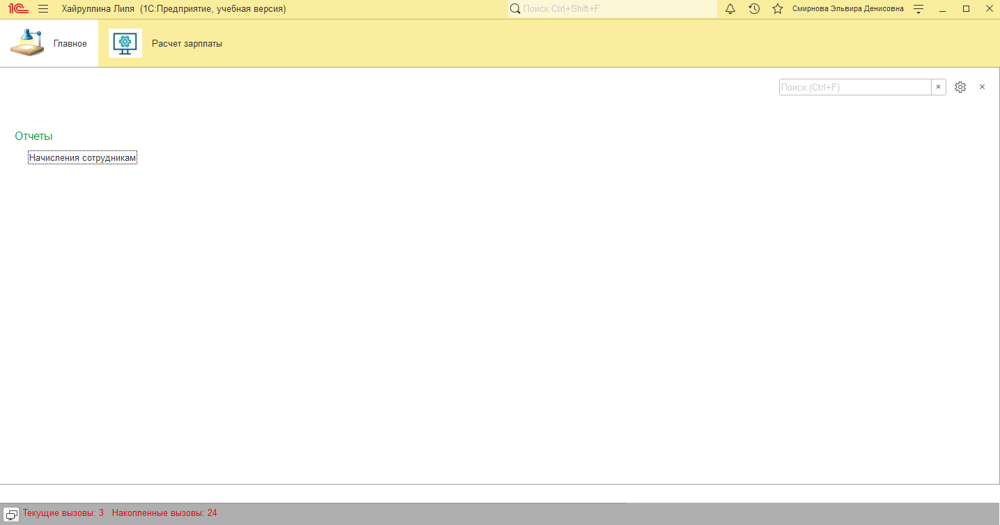 1С Хайруллина Лиля (1С:Предприятие, учебная версия) Поиск Ctrl+Shift+F Смирнова Эльвира Денисовна
Главное Расчет зарплаты
Поиск (Ctrl+F)
Отчеты
Начисления сотрудникам
Текущие вызовы: 3 Накопленные вызовы: 24